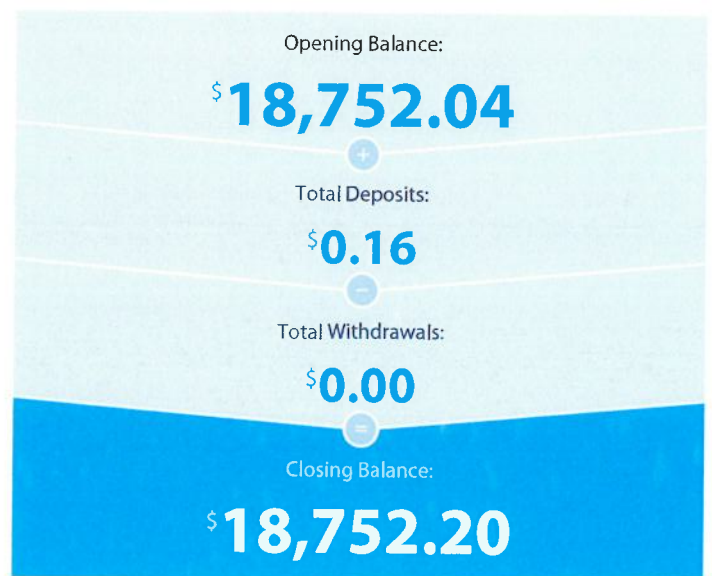 Opening Balance:
$18,752.04
+
Total Deposits:
$0.16
−
Total Withdrawals:
$0.00
=
Closing Balance:
$18,752.20